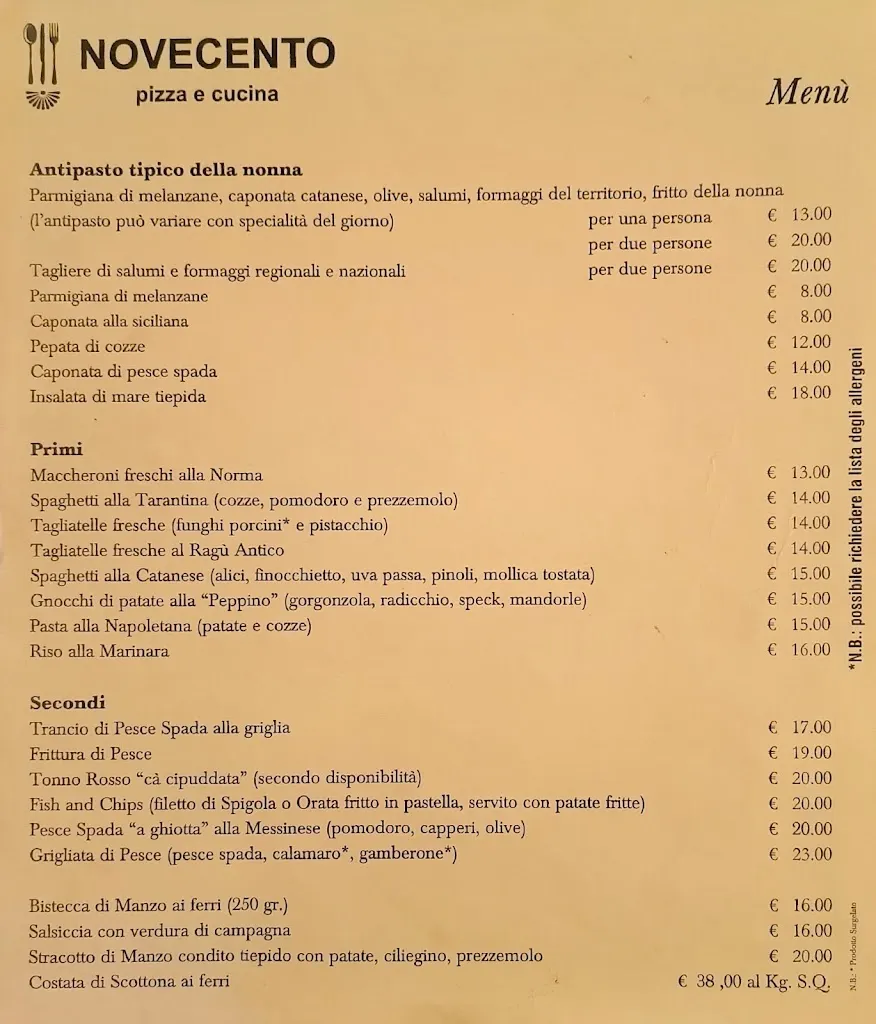 NOVECENTO
pizza e cucina
Menù
Antipasto tipico della nonna
Parmigiana di melanzane, caponata catanese, olive, salumi, formaggi del territorio, fritto della nonna
(l'antipasto può variare con specialità del giorno) per una persona € 13.00
per due persone € 20.00
Tagliere di salumi e formaggi regionali e nazionali per due persone € 20.00
Parmigiana di melanzane € 8.00
Caponata alla siciliana € 8.00
Pepata di cozze € 12.00
Caponata di pesce spada € 14.00
Insalata di mare tiepida € 18.00
Primi
Maccheroni freschi alla Norma € 13.00
Spaghetti alla Tarantina (cozze, pomodoro e prezzemolo) € 14.00
Tagliatelle fresche (funghi porcini* e pistacchio) € 14.00
Tagliatelle fresche al Ragù Antico € 14.00
Spaghetti alla Catanese (alici, finocchietto, uva passa, pinoli, mollica tostata) € 15.00
Gnocchi di patate alla “Peppino” (gorgonzola, radicchio, speck, mandorle) € 15.00
Pasta alla Napoletana (patate e cozze) € 15.00
Riso alla Marinara € 16.00
Secondi
Trancio di Pesce Spada alla griglia € 17.00
Frittura di Pesce € 19.00
Tonno Rosso “cà cipuddata” (secondo disponibilità) € 20.00
Fish and Chips (filetto di Spigola o Orata fritto in pastella, servito con patate fritte) € 20.00
Pesce Spada “a ghiotta” alla Messinese (pomodoro, capperi, olive) € 20.00
Grigliata di Pesce (pesce spada, calamaro*, gamberone*) € 23.00
Bistecca di Manzo ai ferri (250 gr.) € 16.00
Salsiccia con verdura di campagna € 16.00
Stracotto di Manzo condito tiepido con patate, ciliegino, prezzemolo € 20.00
Costata di Scottona ai ferri € 38 ,00 al Kg. S.Q.
*N.B.: possibile richiedere la lista degli allergeni
N.B.: * Prodotto Surgelato